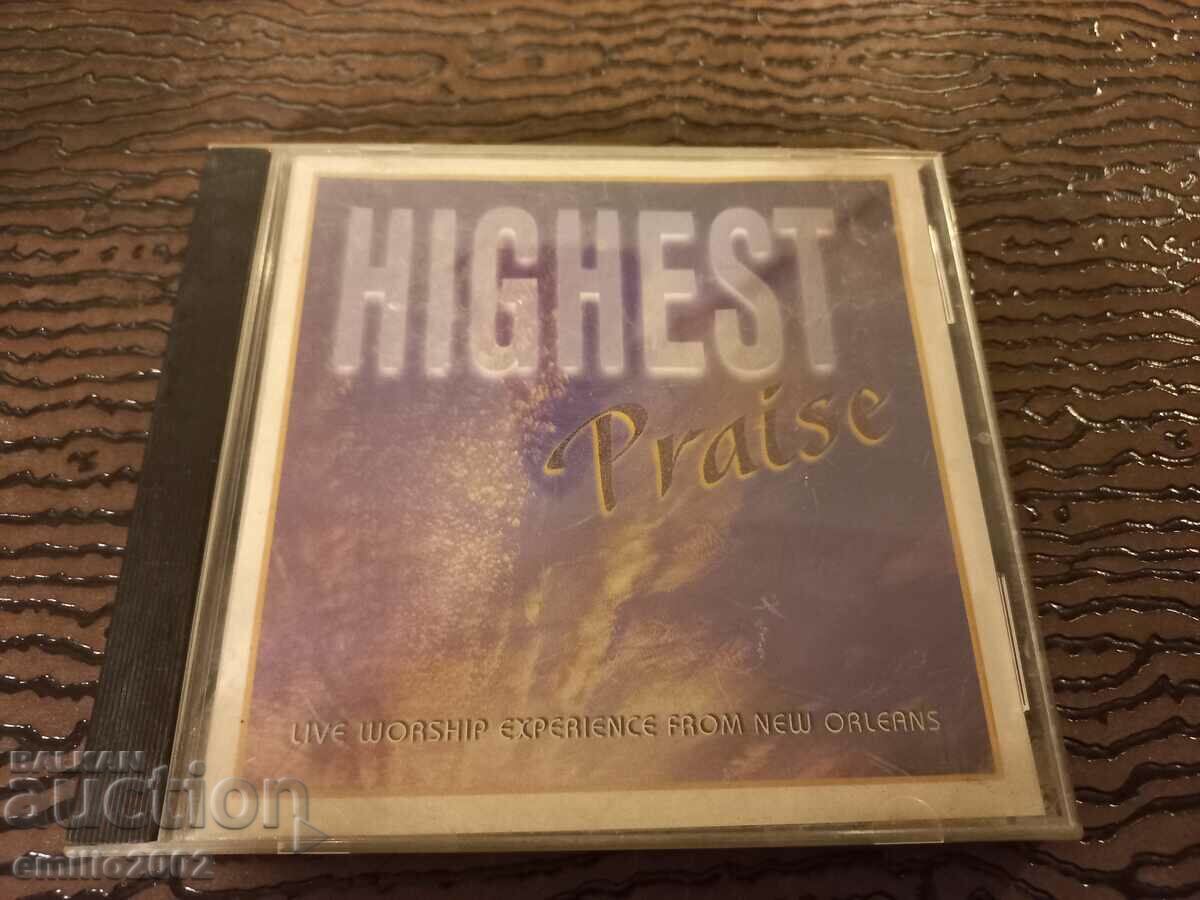 HIGHEST
Praise
LIVE WORSHIP EXPERIENCE FROM NEW ORLEANS
BALKAN
auction
emilio2002